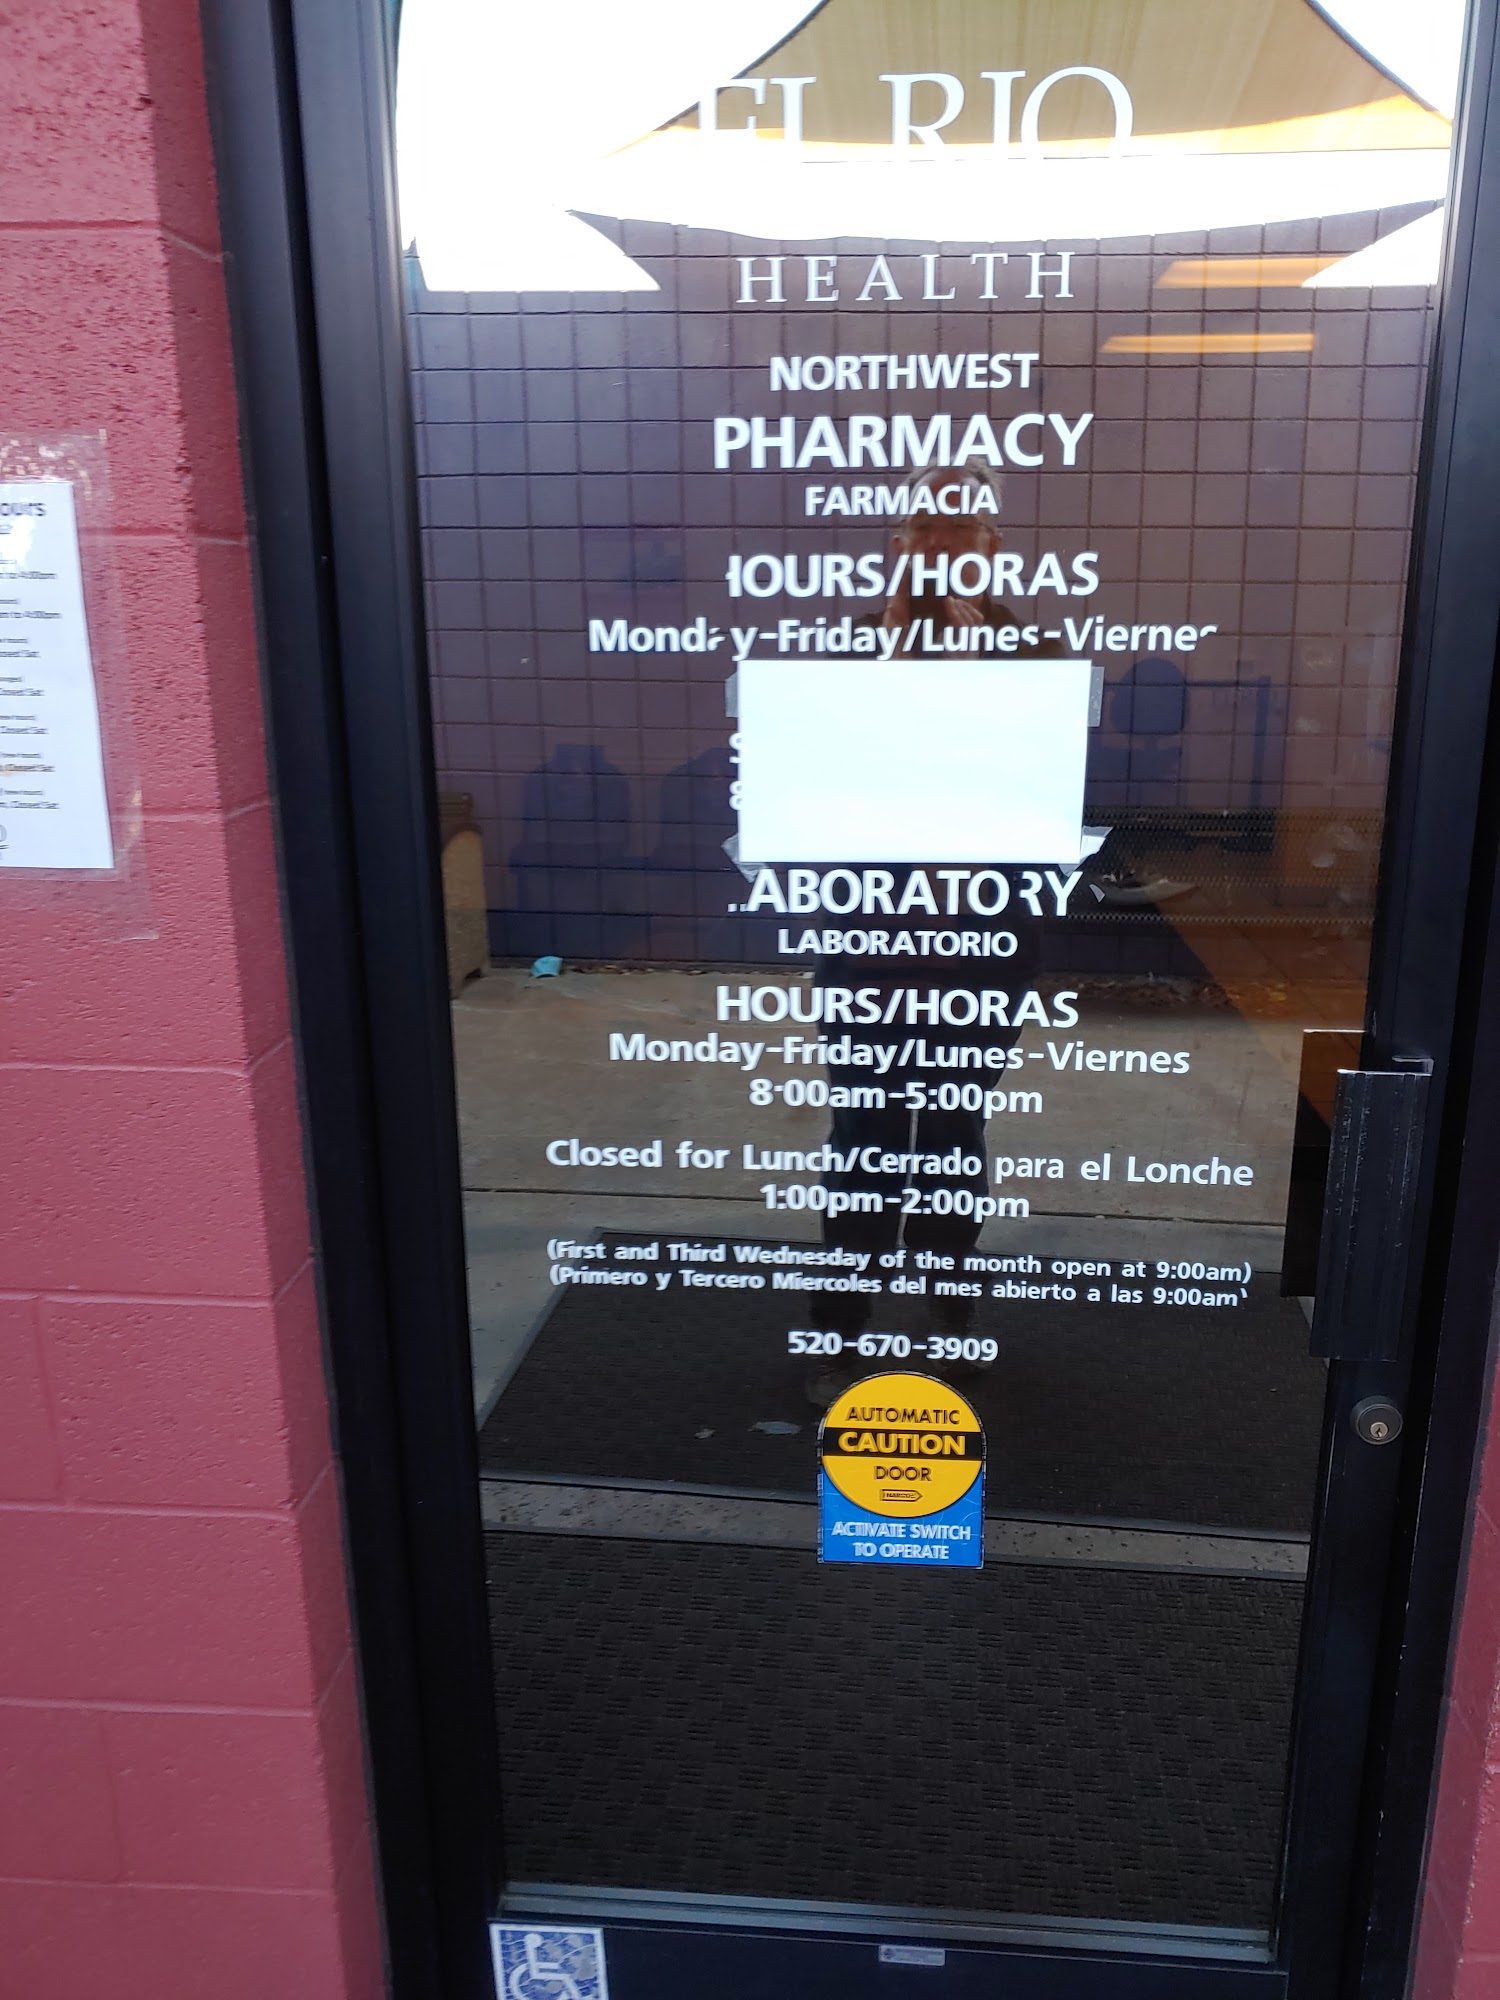 EL RIO
HEALTH
NORTHWEST
PHARMACY
FARMACIA
HOURS/HORAS
Monday-Friday/Lunes-Viernes
LABORATORY
LABORATORIO
HOURS/HORAS
Monday-Friday/Lunes-Viernes
8:00am-5:00pm
Closed for Lunch/Cerrado para el Lonche
1:00pm-2:00pm
(First and Third Wednesday of the month open at 9:00am)
(Primero y Tercero Miercoles del mes abierto a las 9:00am)
520-670-3909
AUTOMATIC
CAUTION
DOOR
ACTIVATE SWITCH
TO OPERATE